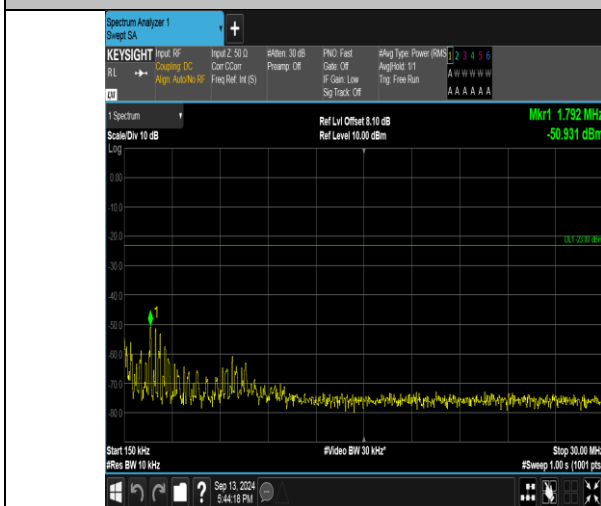 Spectrum Analyzer 1
Swept SA
+
KEYSIGHT Input: RF Input Z: 50 Ω #Atten: 30 dB PNO: Fast #Avg Type: Power (RMS 1 2 3 4 5 6
RL Coupling: DC Corr CCorr Preamp: Off Gate: Off Avg|Hold: 1/1 A W W W W W
Align: Auto/No RF Freq Ref: Int (S) IF Gain: Low Trig: Free Run
Sig Track: Off A A A A A A
1 Spectrum
Scale/Div 10 dB
Ref Lvl Offset 8.10 dB
Ref Level 10.00 dBm
Mkr1 1.792 MHz
-50.931 dBm
Log
0.00
-10.0
-20.0
DL1 -23.00 dBm
-30.0
-40.0
1
-50.0
-60.0
-70.0
-80.0
Start 150 kHz #Video BW 30 kHz* Stop 30.00 MHz
#Res BW 10 kHz #Sweep 1.00 s (1001 pts
? Sep 13, 2024
5:44:18 PM